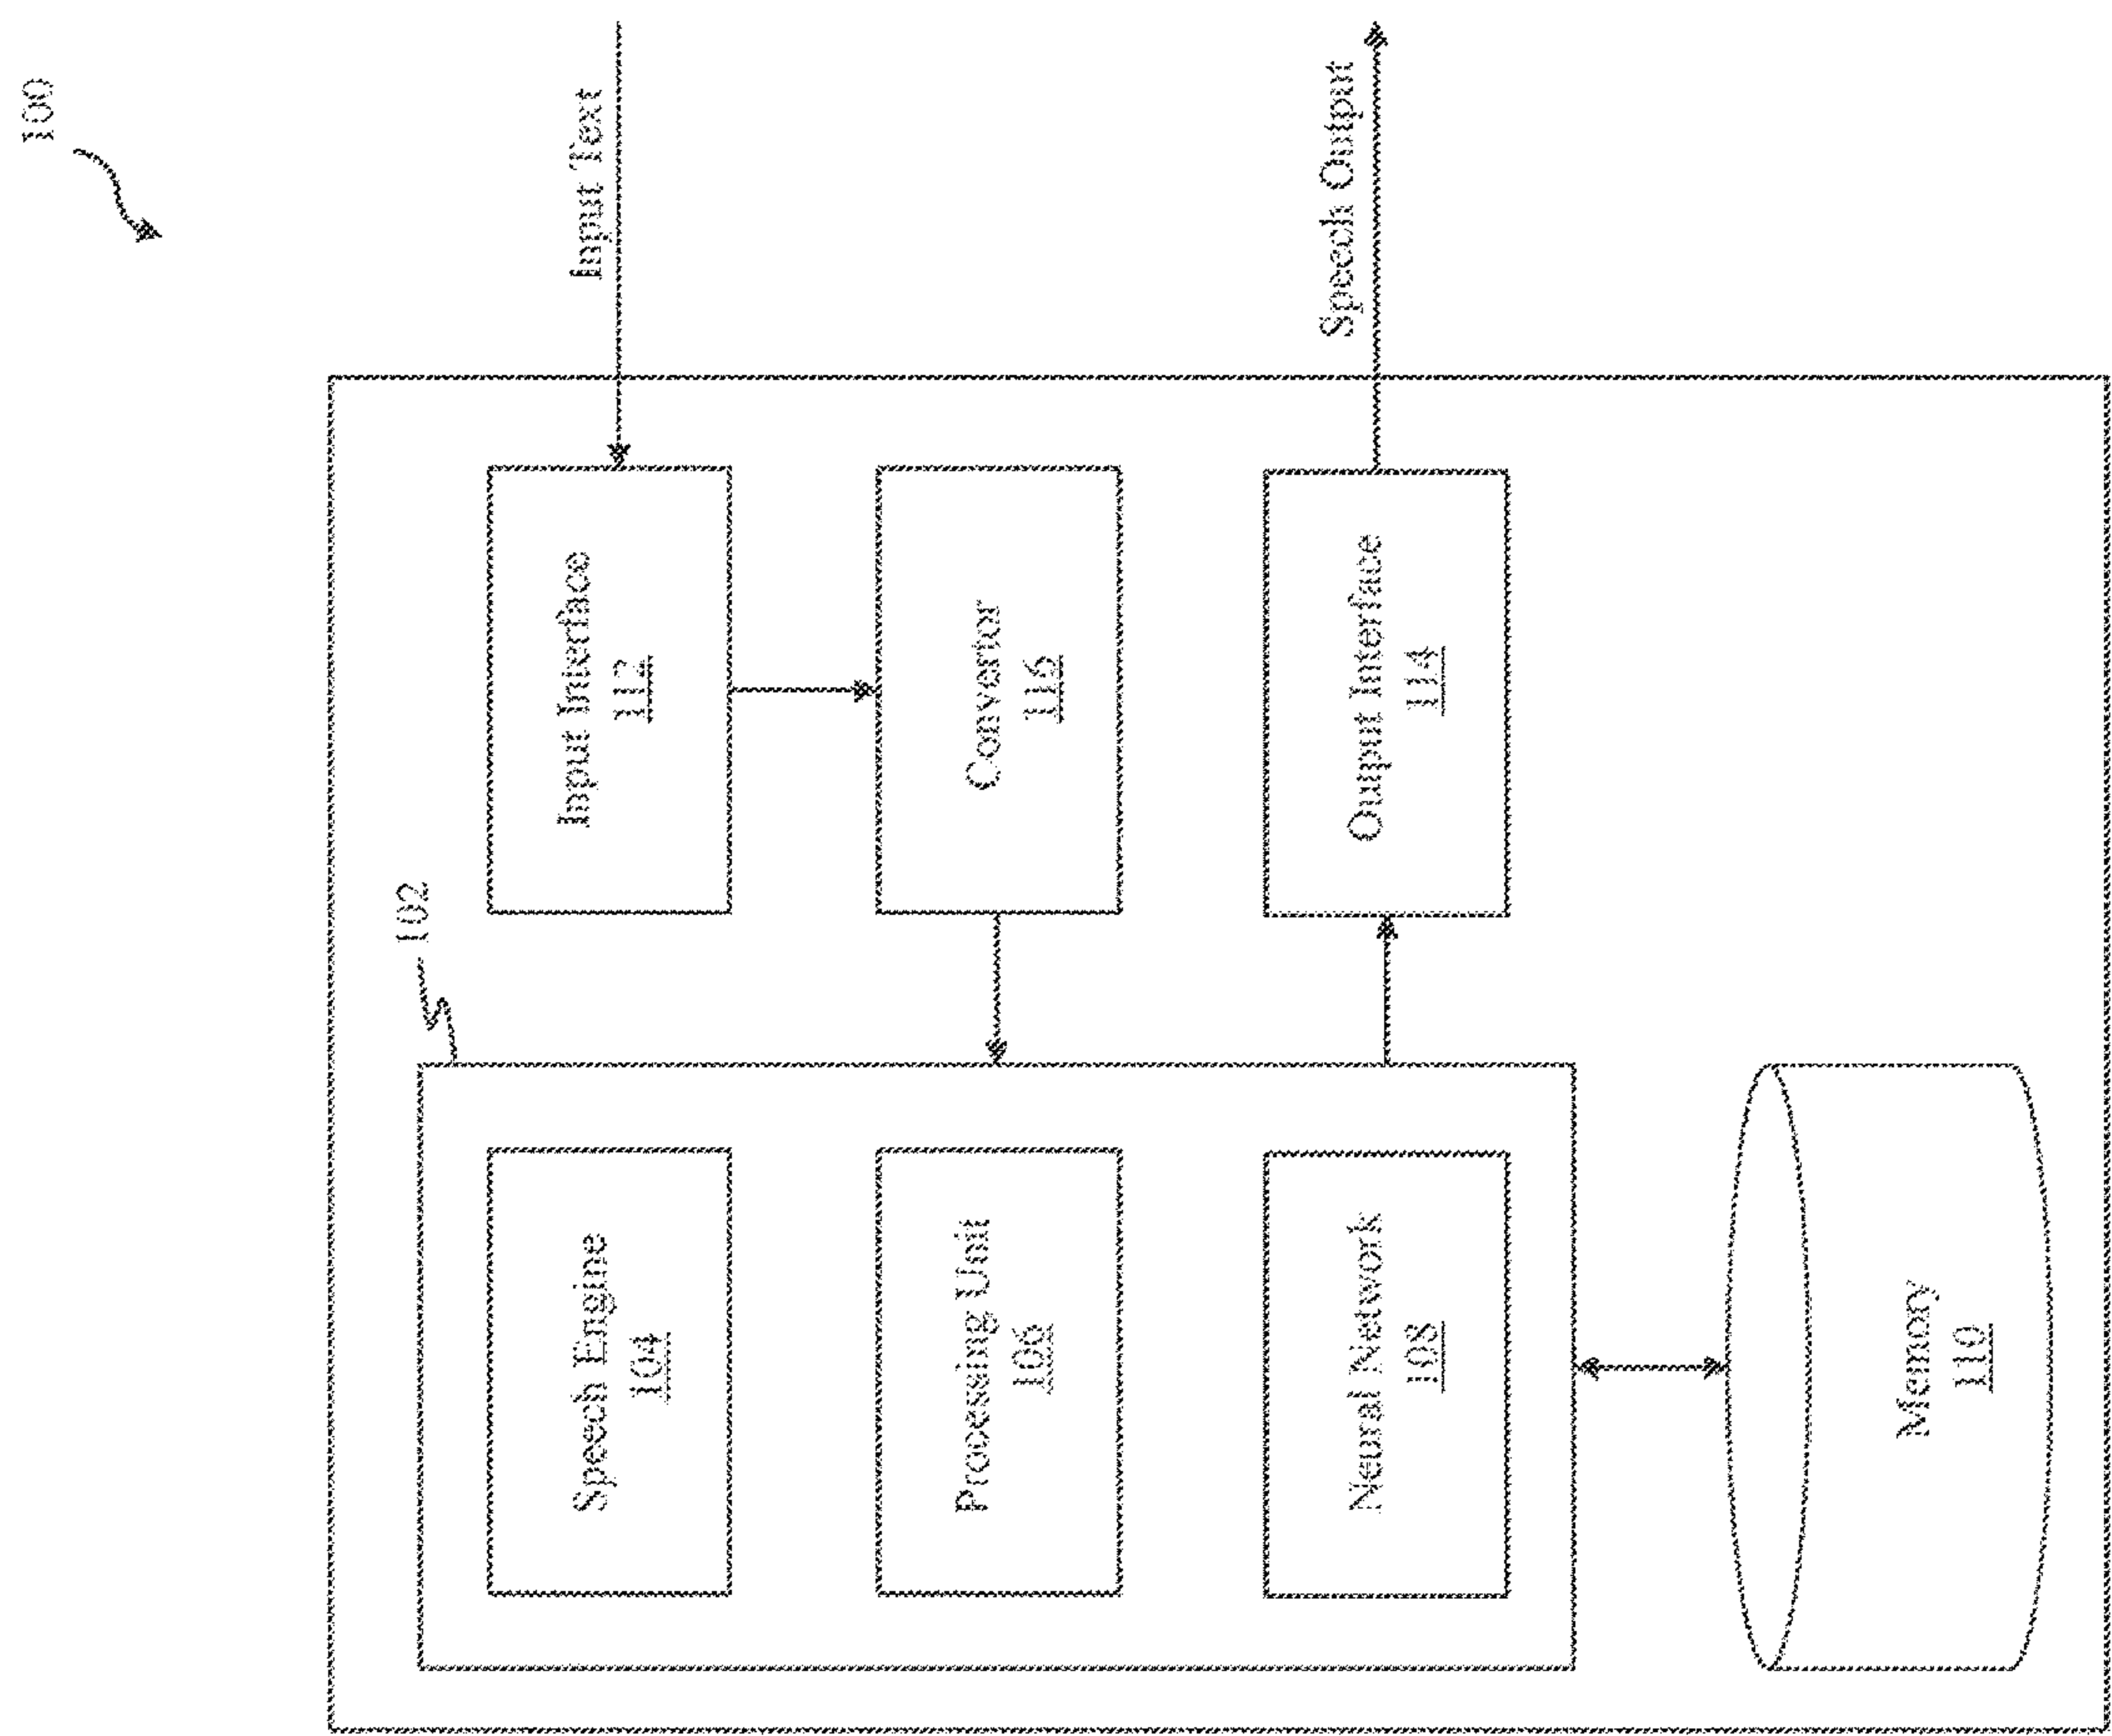 100
Input Text
Speech Output
102
Input Interface
112
Convertor
116
Output Interface
114
Speech Engine
104
Processing Unit
106
Neural Network
108
Memory
110